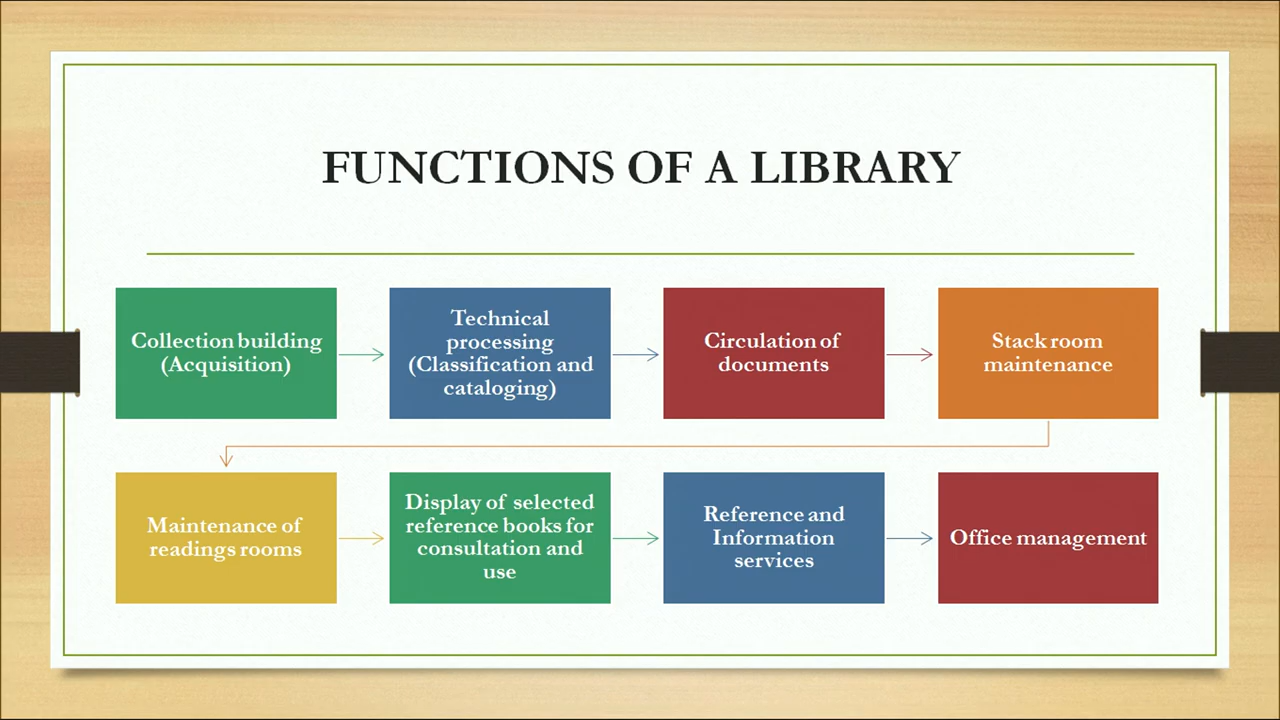 FUNCTIONS OF A LIBRARY
Collection building
(Acquisition)
Technical
processing
(Classification and
cataloging)
Circulation of
documents
Stack room
maintenance
Maintenance of
readings rooms
Display of selected
reference books for
consultation and
use
Reference and
Information
services
Office management